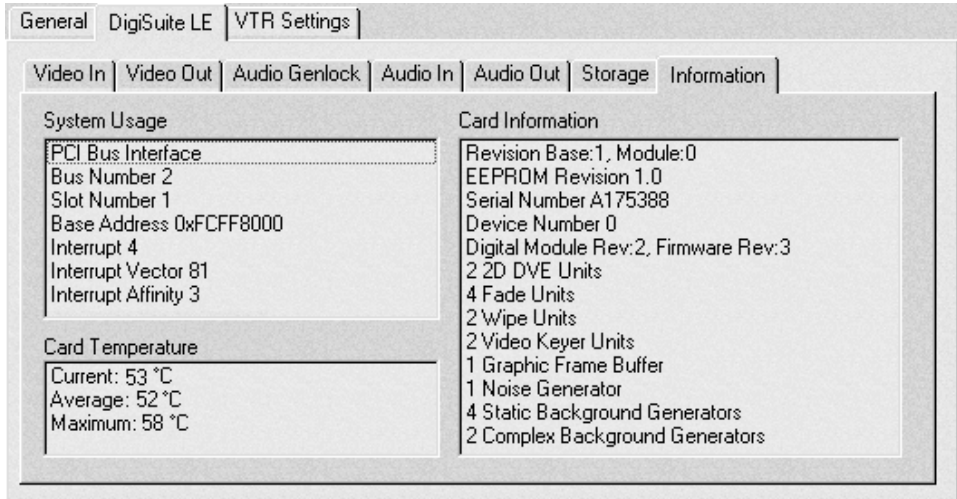 General DigiSuite LE VTR Settings
Video In Video Out Audio Genlock Audio In Audio Out Storage Information
System Usage
PCI Bus Interface
Bus Number 2
Slot Number 1
Base Address 0xFCFF8000
Interrupt 4
Interrupt Vector 81
Interrupt Affinity 3
Card Temperature
Current: 53 °C
Average: 52 °C
Maximum: 58 °C
Card Information
Revision Base:1, Module:0
EEPROM Revision 1.0
Serial Number A175388
Device Number 0
Digital Module Rev:2, Firmware Rev:3
2 2D DVE Units
4 Fade Units
2 Wipe Units
2 Video Keyer Units
1 Graphic Frame Buffer
1 Noise Generator
4 Static Background Generators
2 Complex Background Generators